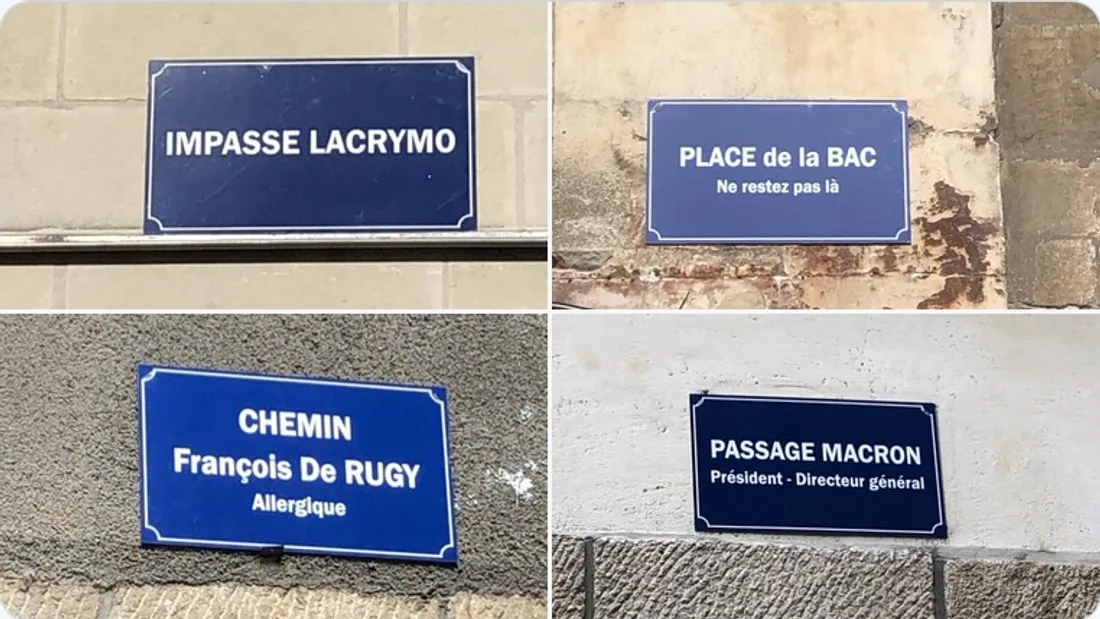 IMPASSE LACRYMO
PLACE de la BAC
Ne restez pas là
CHEMIN
François De RUGY
Allergique
PASSAGE MACRON
Président - Directeur général